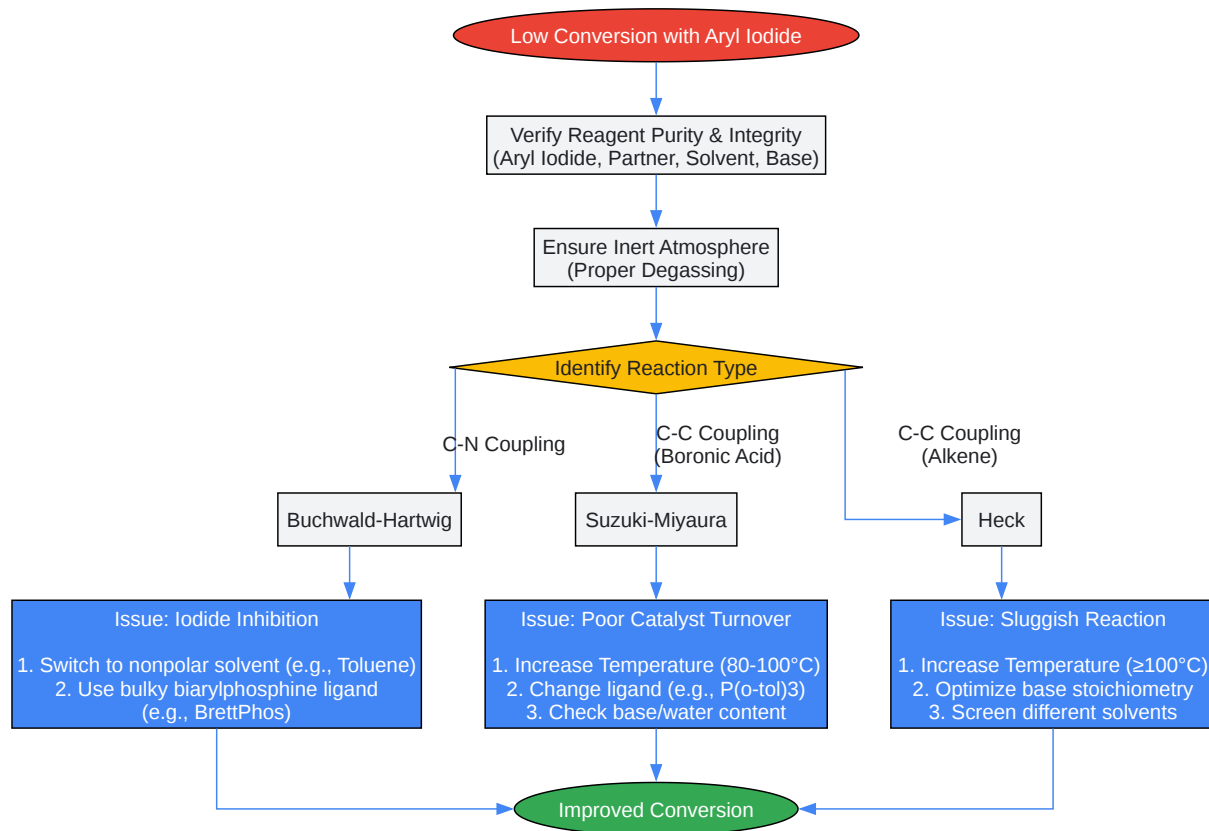 Low Conversion with Aryl Iodide
Verify Reagent Purity & Integrity
(Aryl Iodide, Partner, Solvent, Base)
Ensure Inert Atmosphere
(Proper Degassing)
Identify Reaction Type
C-N Coupling
C-C Coupling
(Boronic Acid)
C-C Coupling
(Alkene)
Buchwald-Hartwig
Suzuki-Miyaura
Heck
Issue: Iodide Inhibition
1. Switch to nonpolar solvent (e.g., Toluene)
2. Use bulky biarylphosphine ligand
(e.g., BrettPhos)
Issue: Poor Catalyst Turnover
1. Increase Temperature (80-100°C)
2. Change ligand (e.g., P(o-tol)3)
3. Check base/water content
Issue: Sluggish Reaction
1. Increase Temperature (≥100°C)
2. Optimize base stoichiometry
3. Screen different solvents
Improved Conversion